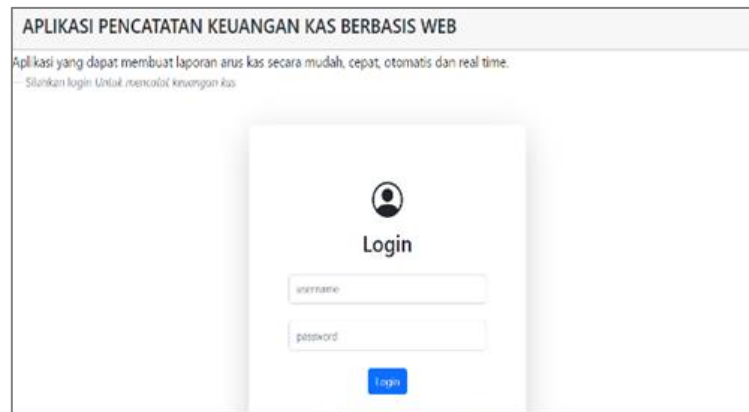 APLIKASI PENCATATAN KEUANGAN KAS BERBASIS WEB
Aplikasi yang dapat membuat laporan arus kas secara mudah, cepat, otomatis dan real time.
— Silahkan login Untuk mencatat keuangan kas
Login
username
password
Login